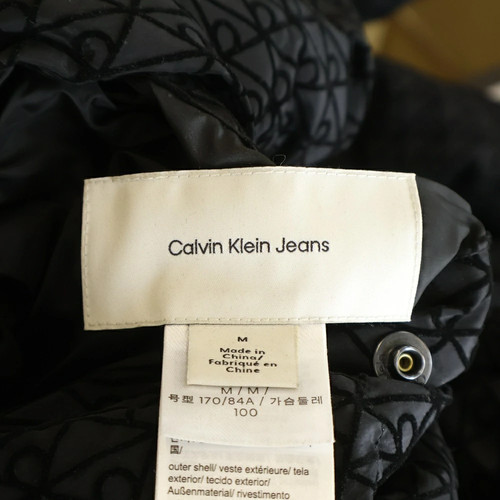 Calvin Klein Jeans
M
Made in
China/
Fabriqué en
Chine
M / M /
号型 170/84A / 가슴둘레
100
国/
outer shell/ veste extérieure/ tela
exterior/ tecido exterior/
Außenmaterial/ rivestimento